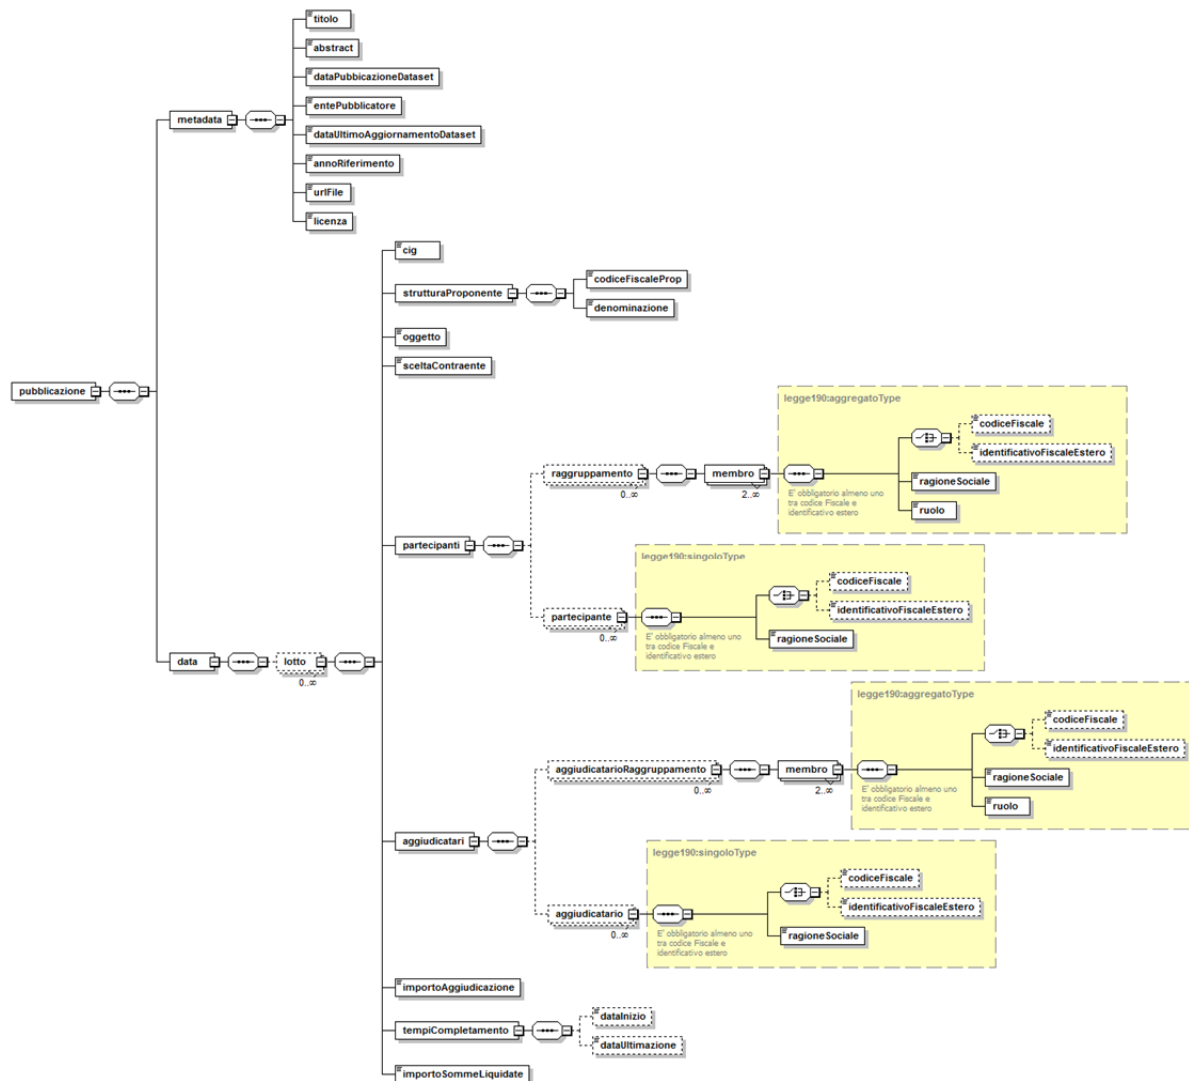 titolo
abstract
dataPubbicazioneDataset
entePubblicatore
dataUltimoAggiornamentoDataset
annoRiferimento
urlFile
licenza
metadata
pubblicazione
data
lotto
0..∞
cig
strutturaProponente
codiceFiscaleProp
denominazione
oggetto
sceltaContraente
partecipanti
raggruppamento
0..∞
membro
2..∞
legge190:aggregatoType
codiceFiscale
identificativoFiscaleEstero
ragioneSociale
ruolo
E' obbligatorio almeno uno
tra codice Fiscale e
identificativo estero
partecipante
0..∞
legge190:singoloType
codiceFiscale
identificativoFiscaleEstero
ragioneSociale
E' obbligatorio almeno uno
tra codice Fiscale e
identificativo estero
aggiudicatari
aggiudicatarioRaggruppamento
0..∞
membro
2..∞
legge190:aggregatoType
codiceFiscale
identificativoFiscaleEstero
ragioneSociale
ruolo
E' obbligatorio almeno uno
tra codice Fiscale e
identificativo estero
aggiudicatario
0..∞
legge190:singoloType
codiceFiscale
identificativoFiscaleEstero
ragioneSociale
E' obbligatorio almeno uno
tra codice Fiscale e
identificativo estero
importoAggiudicazione
tempiCompletamento
dataInizio
dataUltimazione
importoSommeLiquidate